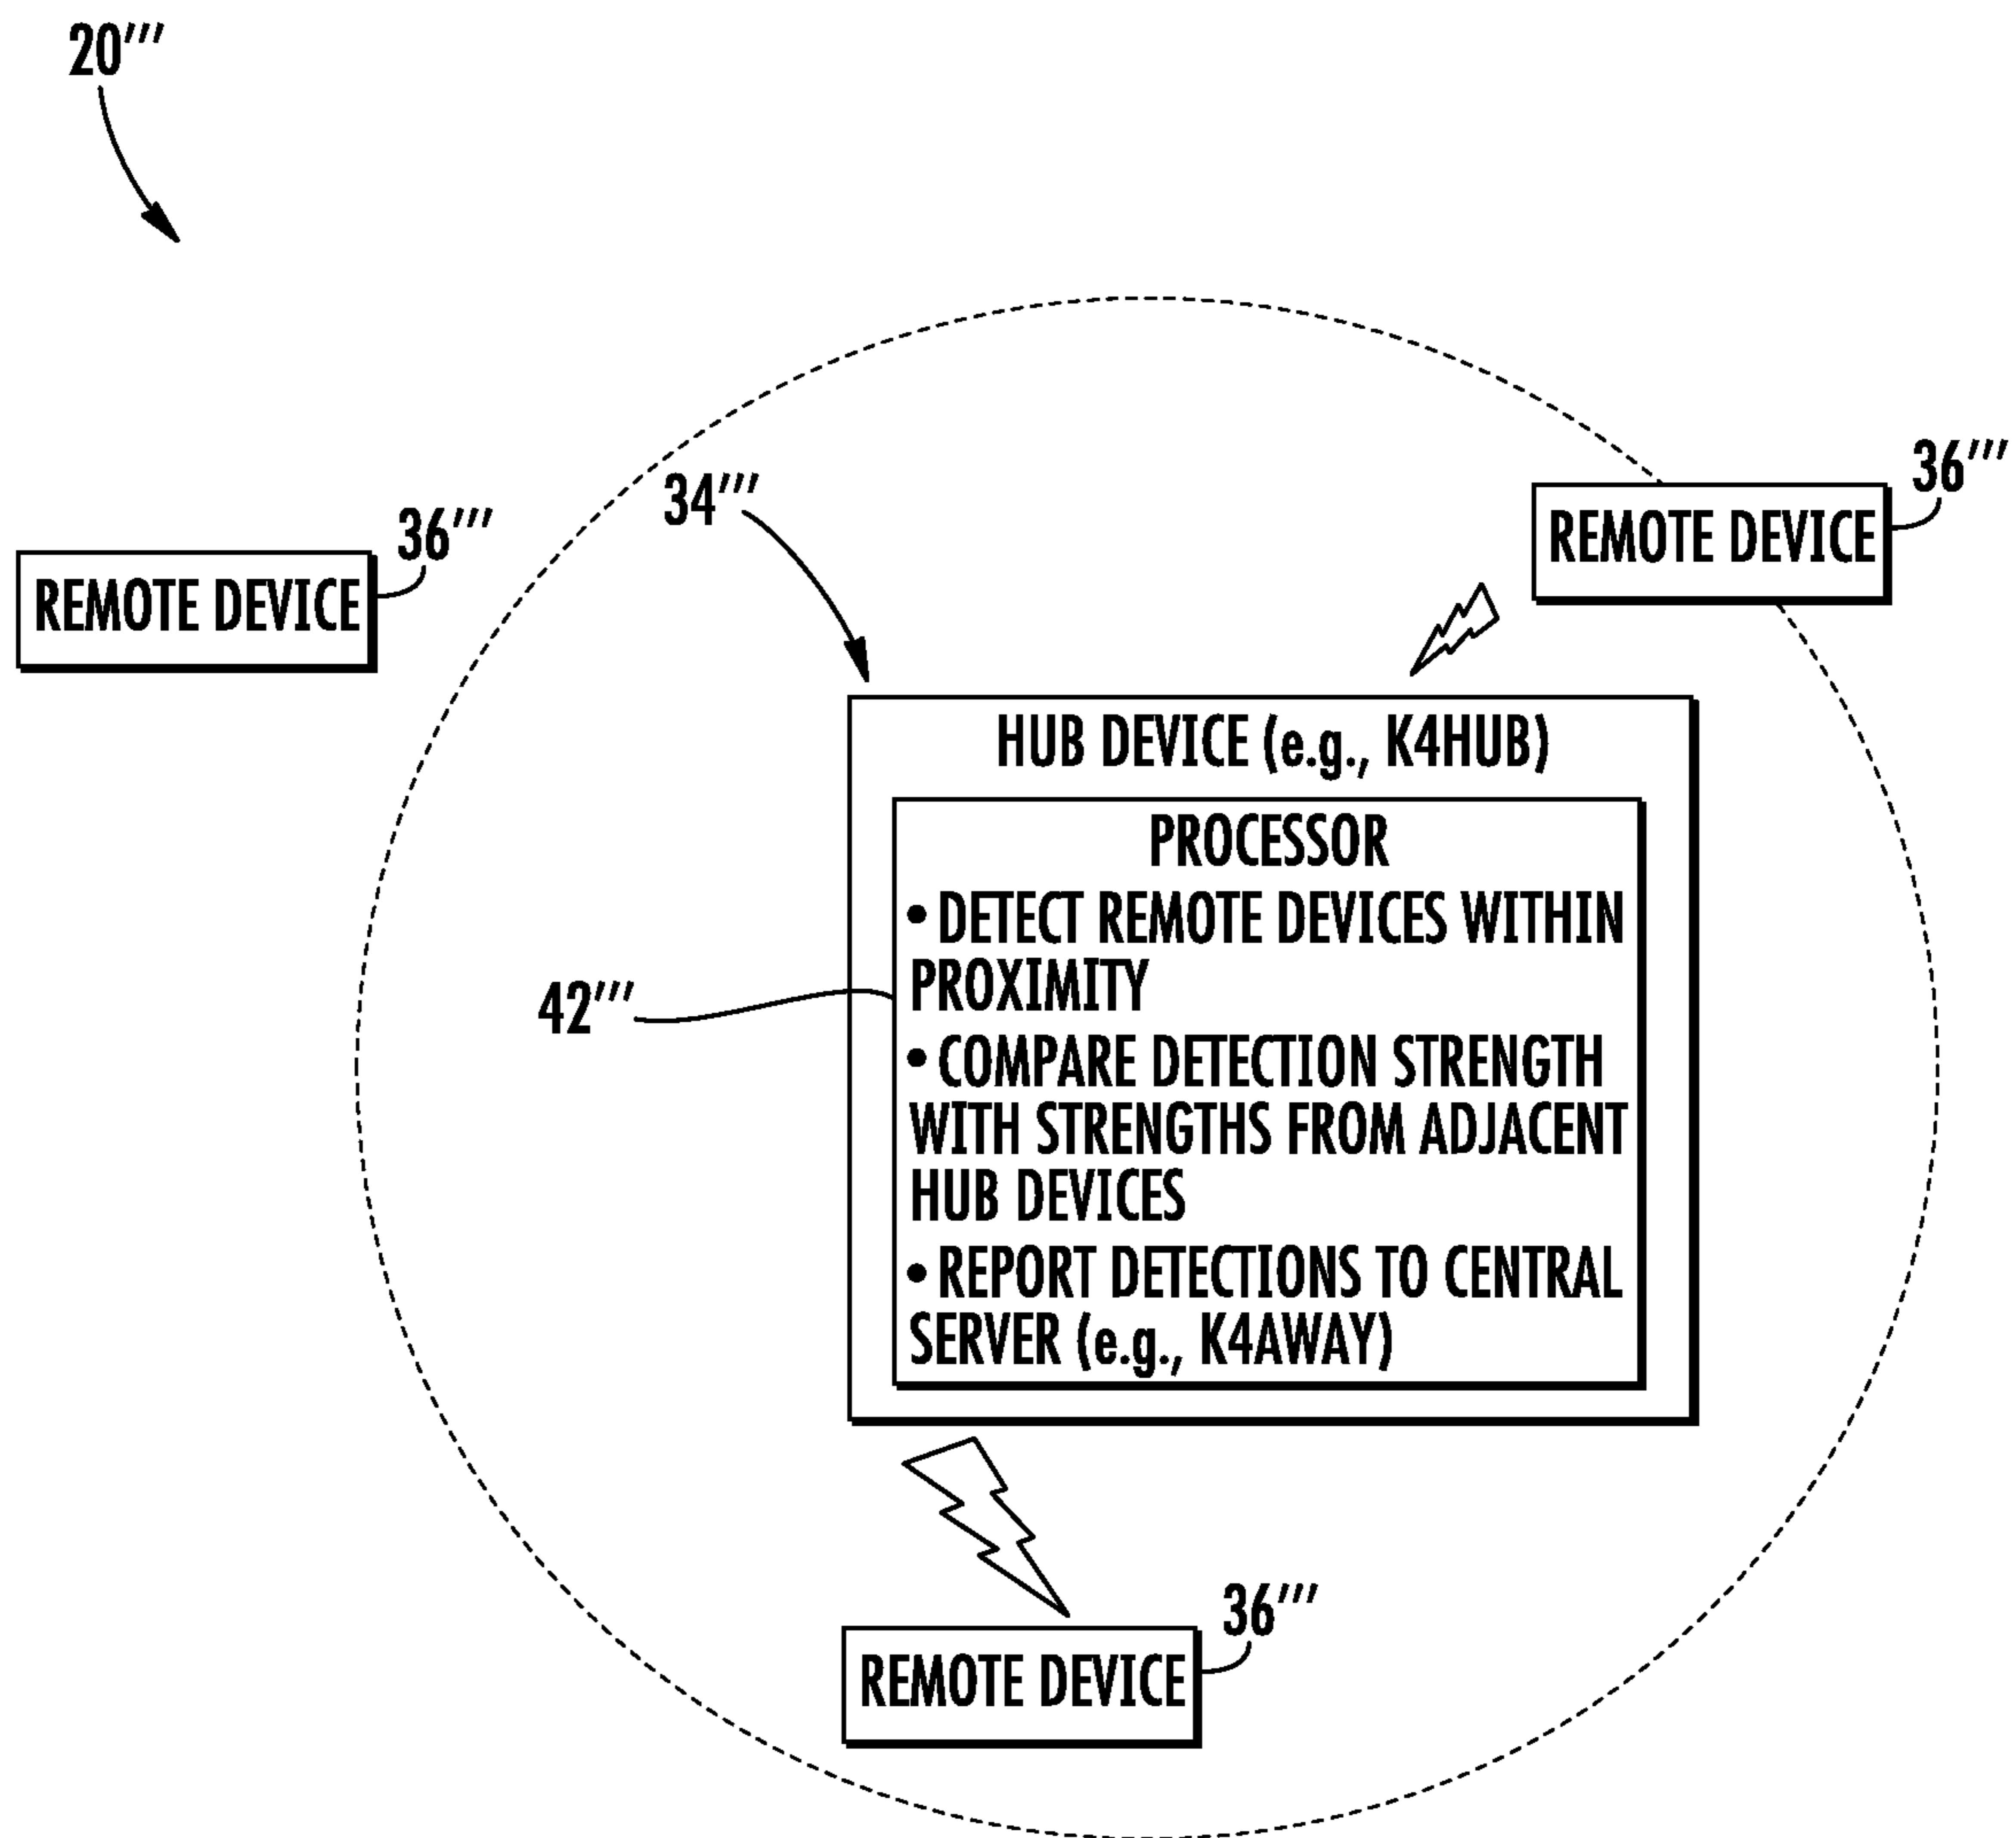 20′′′
34′′′
36′′′
REMOTE DEVICE
36′′′
REMOTE DEVICE
HUB DEVICE (e.g., K4HUB)
PROCESSOR
• DETECT REMOTE DEVICES WITHIN
PROXIMITY
• COMPARE DETECTION STRENGTH
WITH STRENGTHS FROM ADJACENT
HUB DEVICES
• REPORT DETECTIONS TO CENTRAL
SERVER (e.g., K4AWAY)
42′′′
36′′′
REMOTE DEVICE